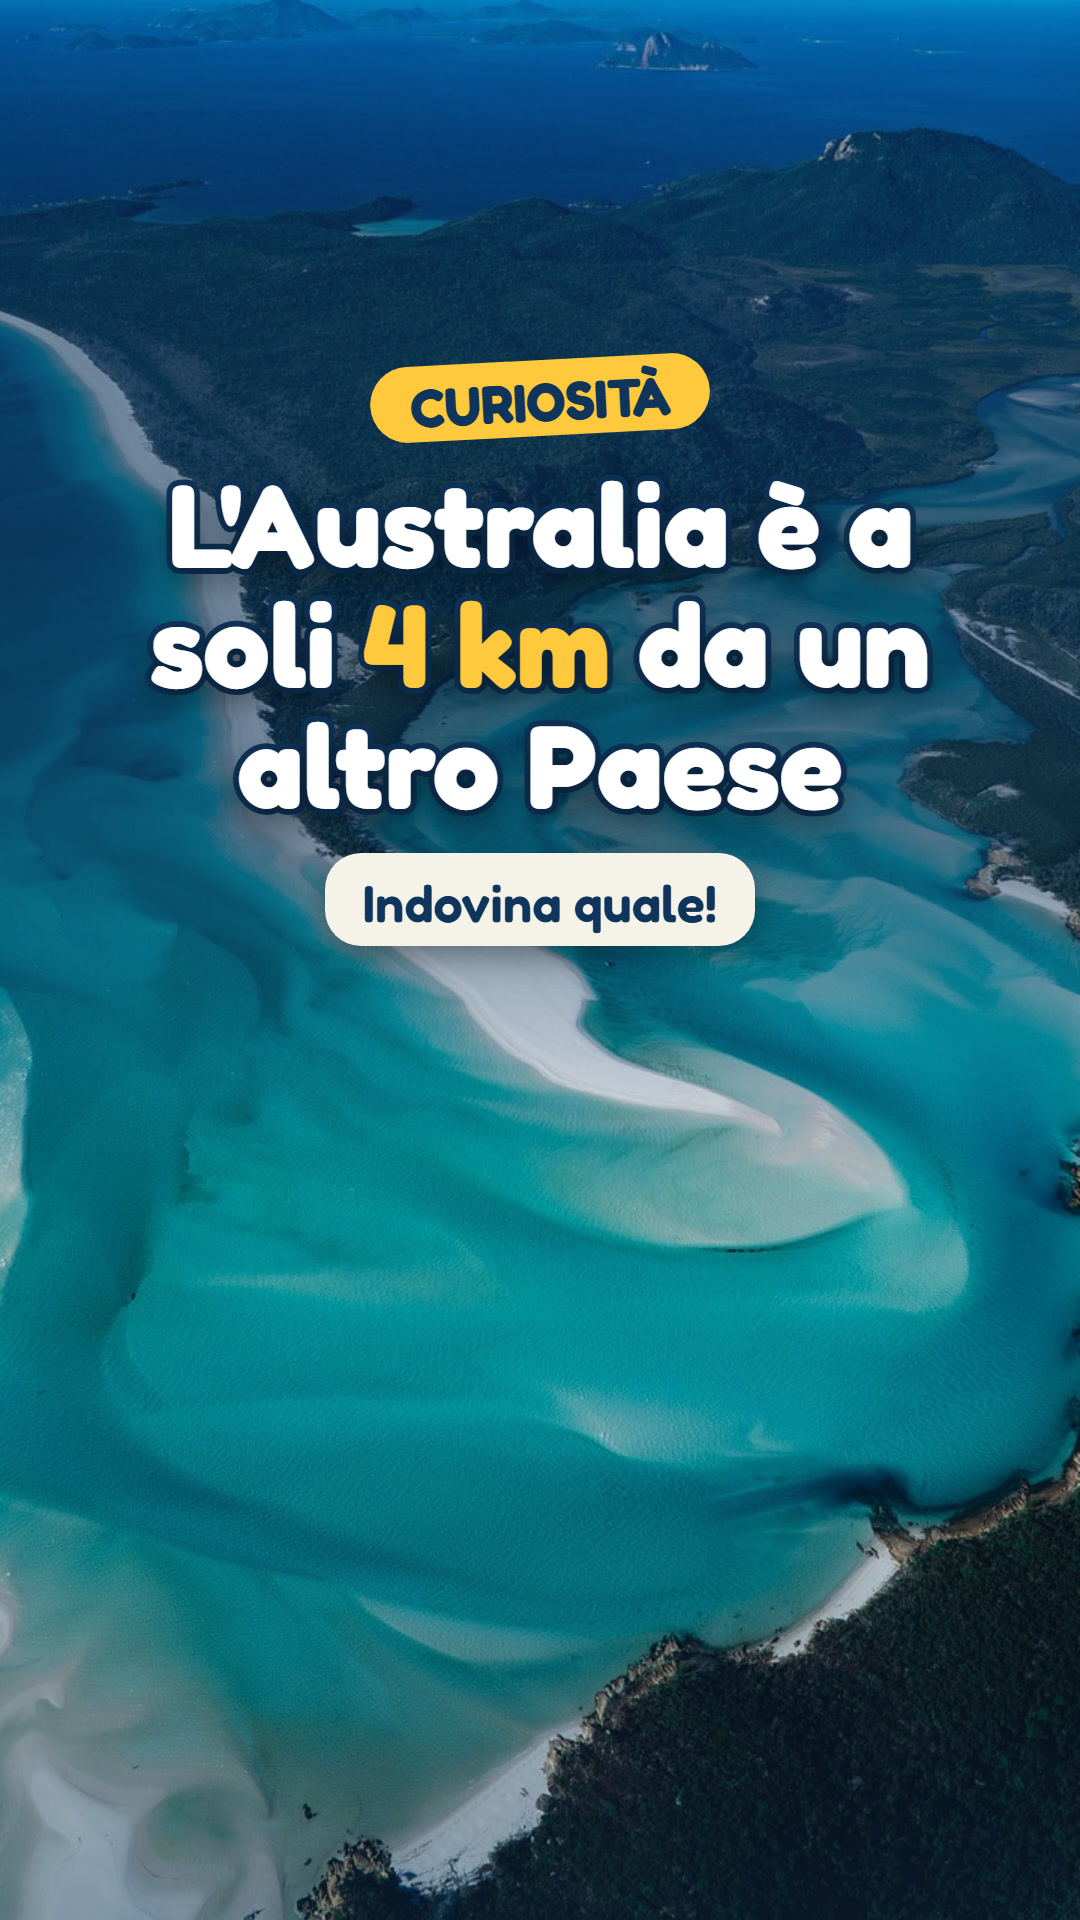 CURIOSITÀ
L'Australia è a
soli 4 km da un
altro Paese
Indovina quale!